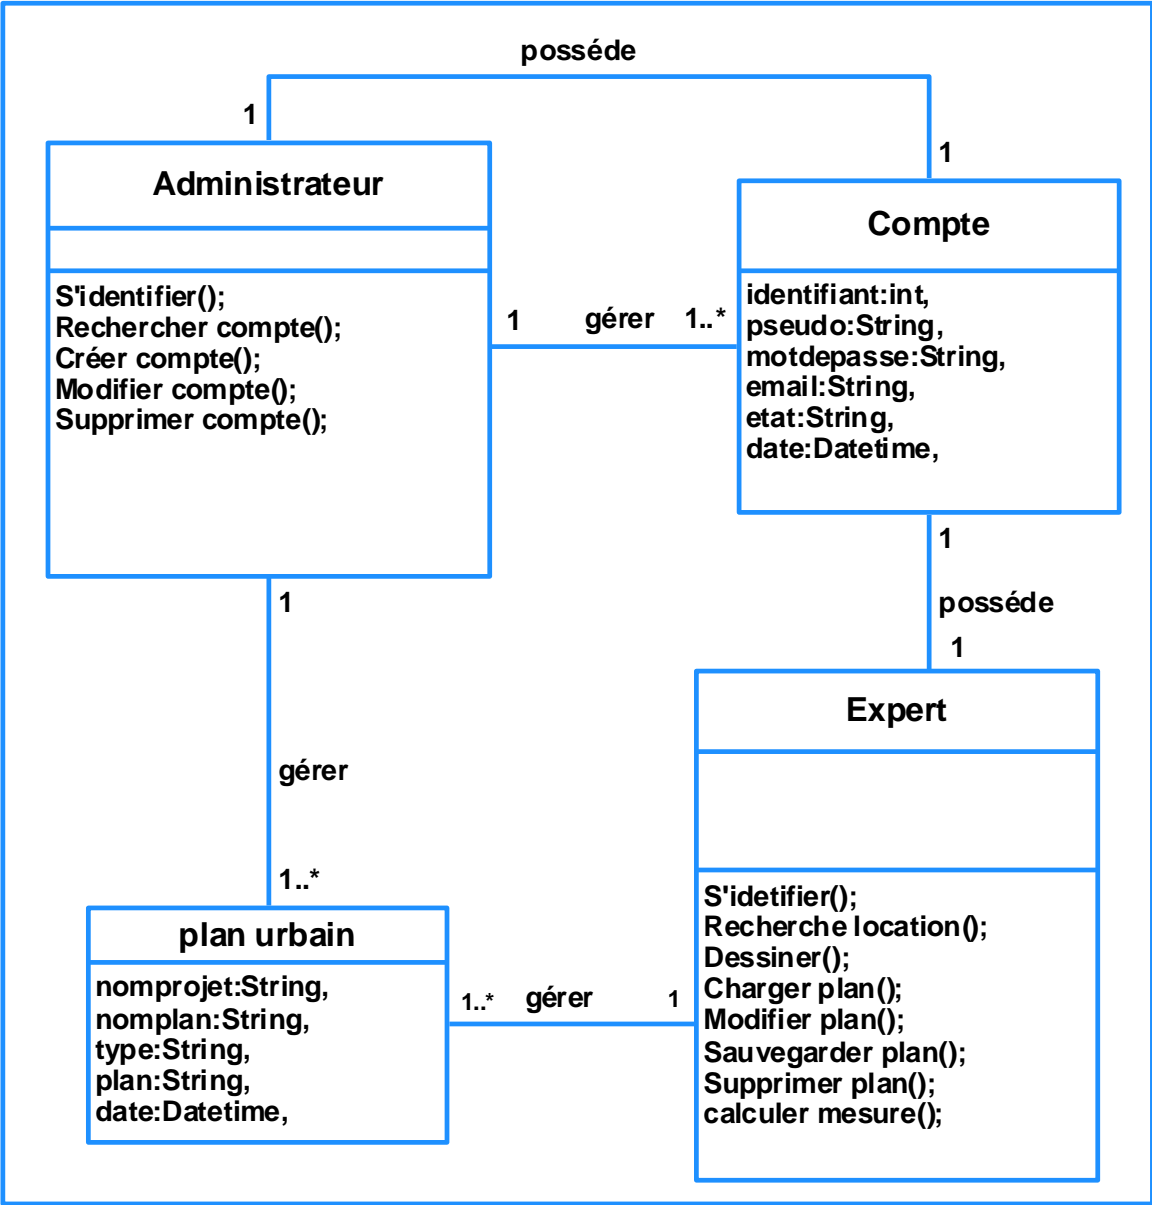 posséde
1
1
Administrateur
S'identifier();
Rechercher compte();
Créer compte();
Modifier compte();
Supprimer compte();
1 gérer 1..*
Compte
identifiant:int,
pseudo:String,
motdepasse:String,
email:String,
etat:String,
date:Datetime,
1
posséde
1
1
gérer
1..*
plan urbain
nomprojet:String,
nomplan:String,
type:String,
plan:String,
date:Datetime,
1..* gérer 1
Expert
S'idetifier();
Recherche location();
Dessiner();
Charger plan();
Modifier plan();
Sauvegarder plan();
Supprimer plan();
calculer mesure();